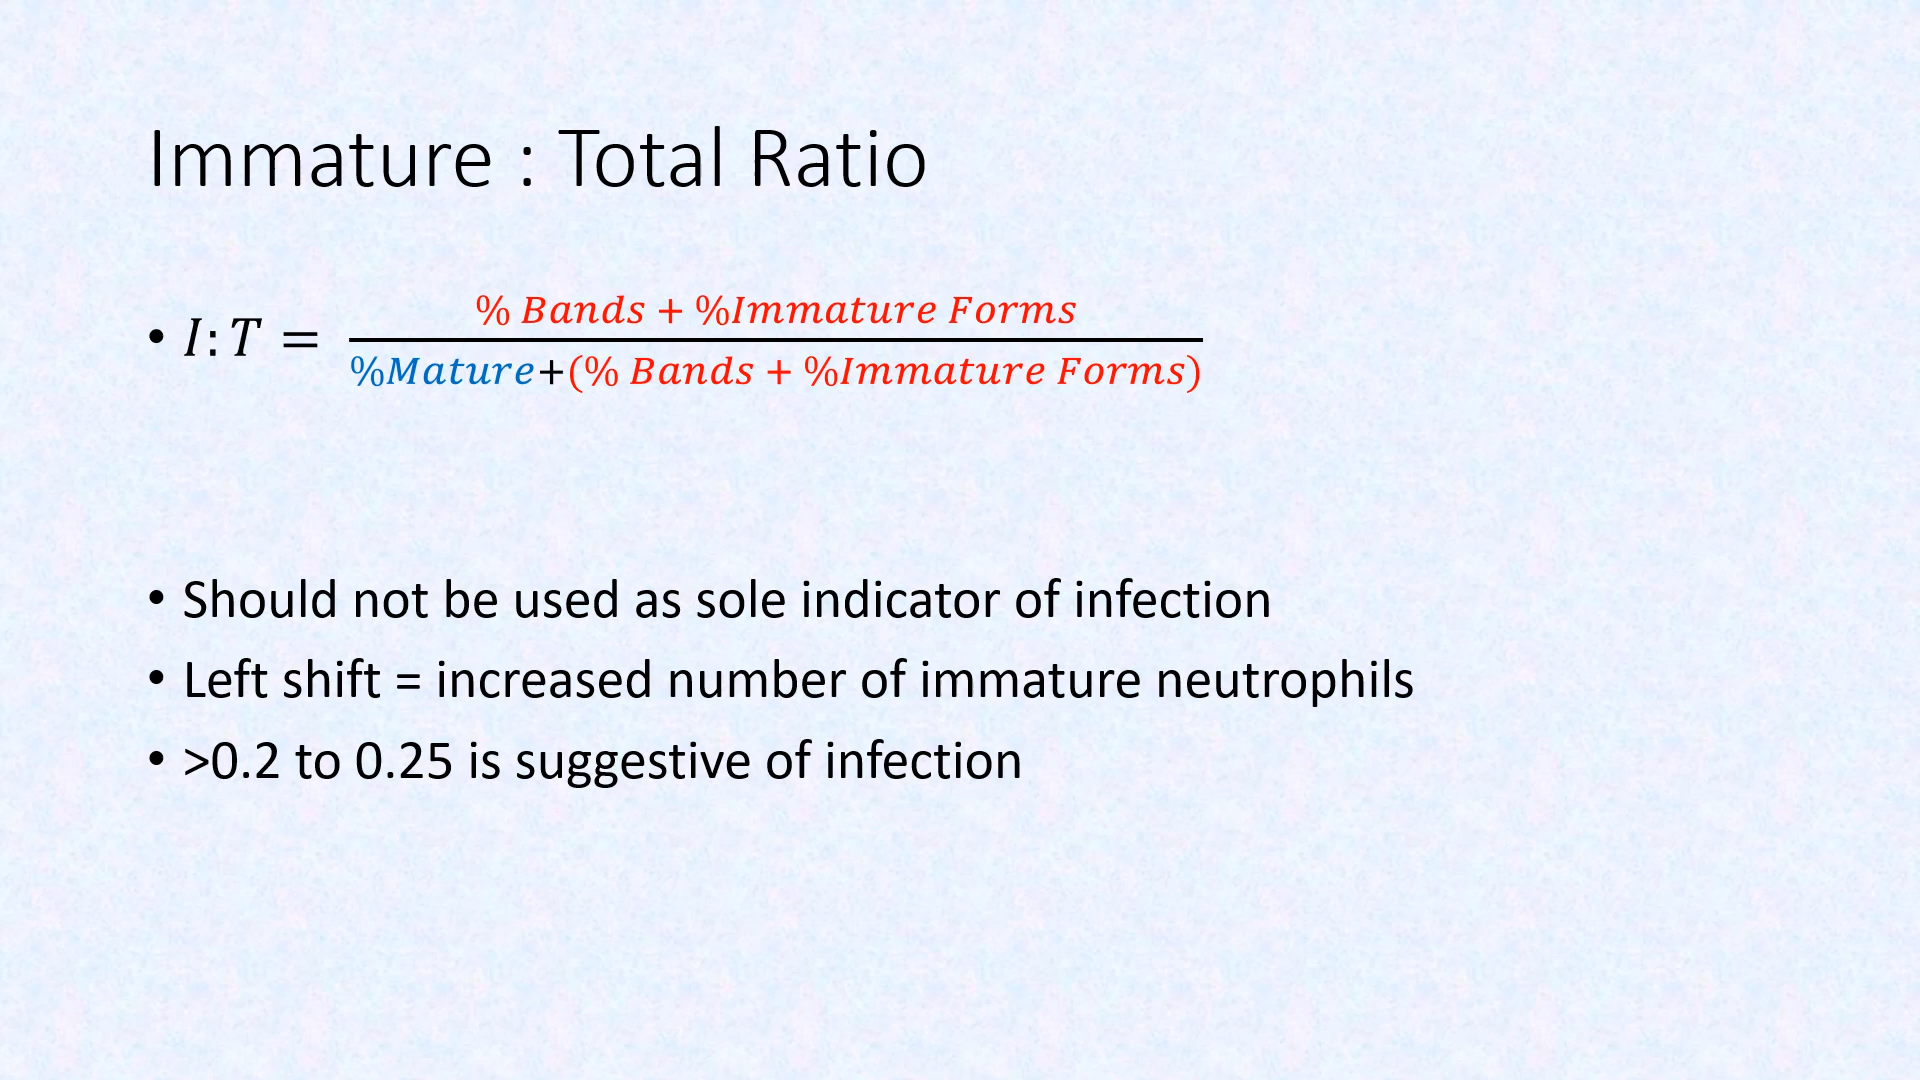 Immature : Total Ratio
• I:T = % Bands + %Immature Forms
%Mature+(% Bands + %Immature Forms)
• Should not be used as sole indicator of infection
• Left shift = increased number of immature neutrophils
• >0.2 to 0.25 is suggestive of infection